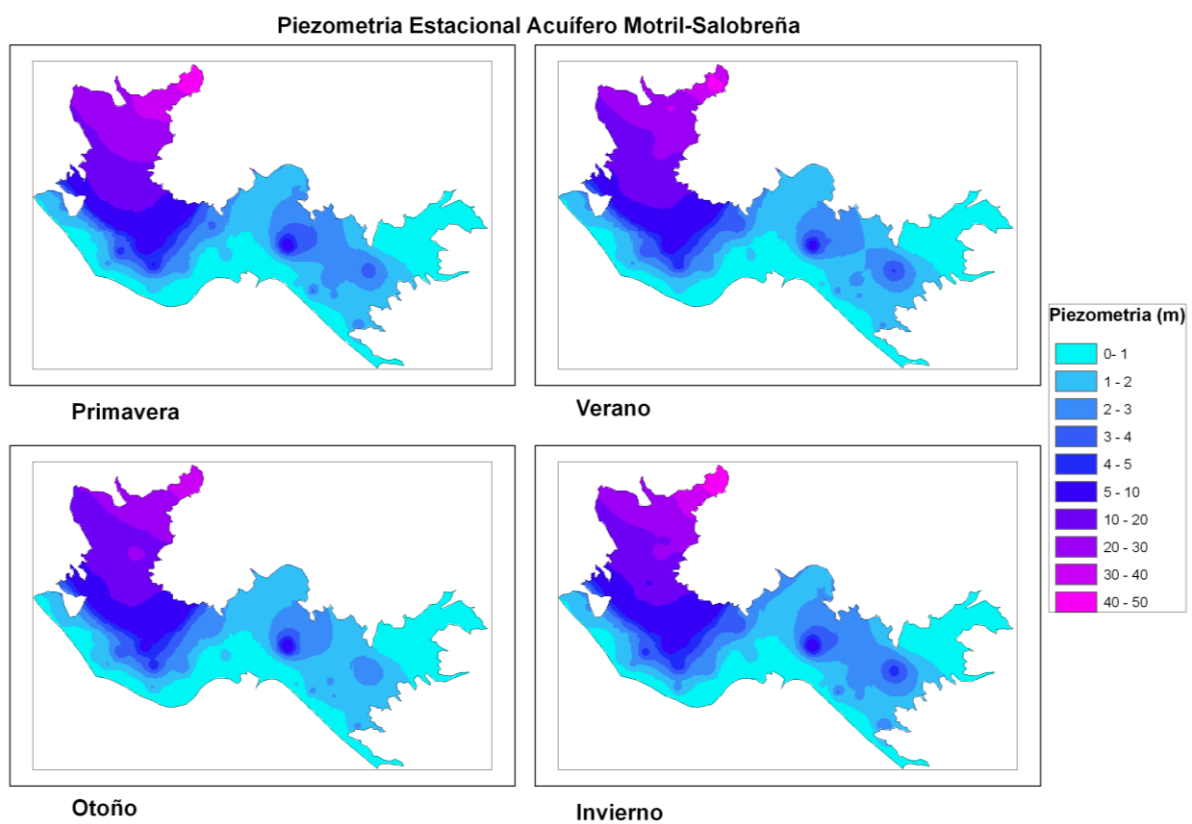 Piezometria Estacional Acuífero Motril-Salobreña
Primavera
Verano
Piezometria (m)
0- 1
1 - 2
2 - 3
3 - 4
4 - 5
5 - 10
10 - 20
20 - 30
30 - 40
40 - 50
Otoño
Invierno